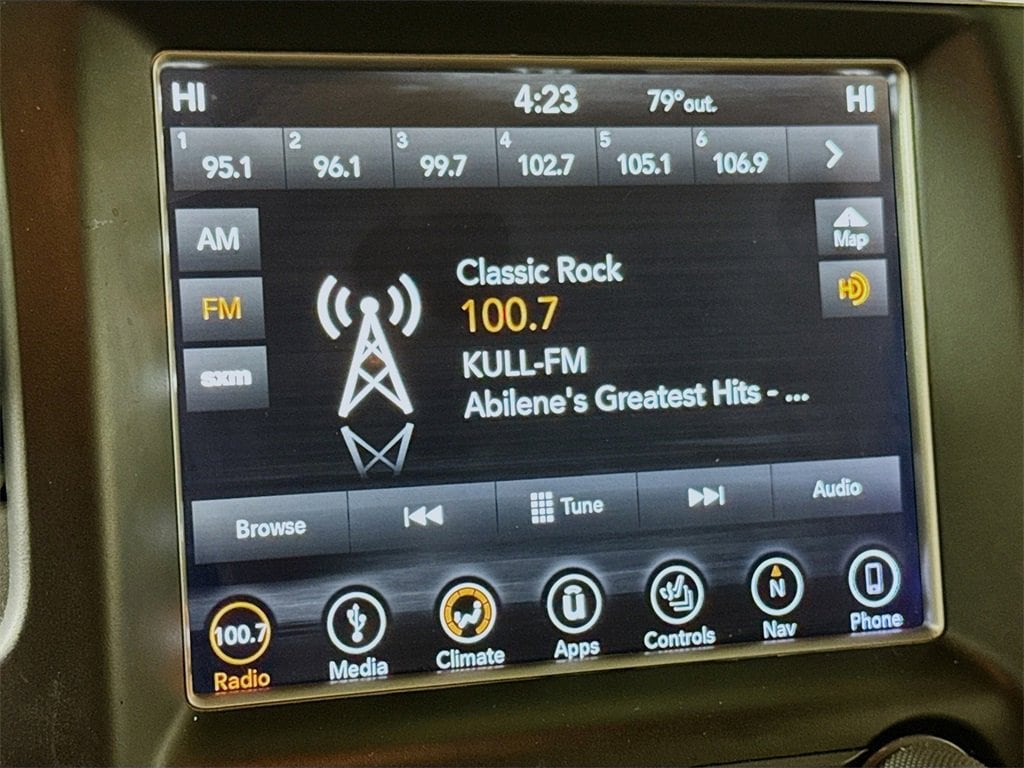 HI 4:23 79°out. HI
1 95.1 2 96.1 3 99.7 4 102.7 5 105.1 6 106.9
AM
FM
sxm
Map
HD
Classic Rock
100.7
KULL-FM
Abilene's Greatest Hits - ...
Browse Tune Audio
100.7 N
Radio Media Climate Apps Controls Nav Phone